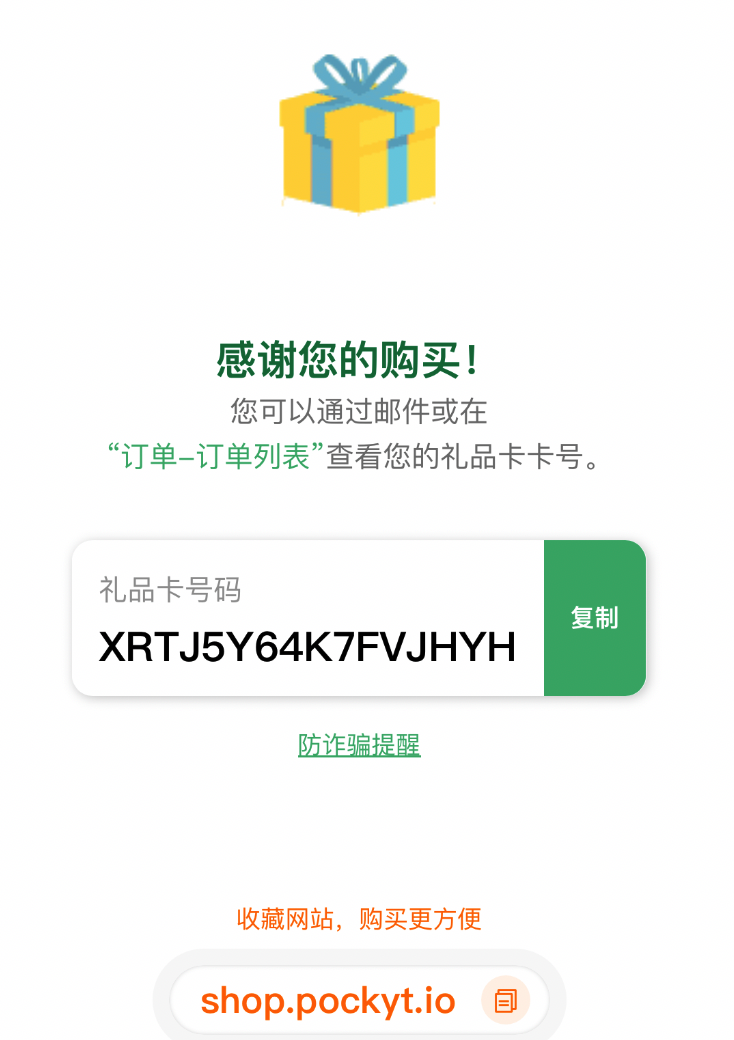 感谢您的购买！
您可以通过邮件或在
“订单–订单列表”查看您的礼品卡卡号。
礼品卡号码
XRTJ5Y64K7FVJHYH
复制
防诈骗提醒
收藏网站，购买更方便
shop.pockyt.io